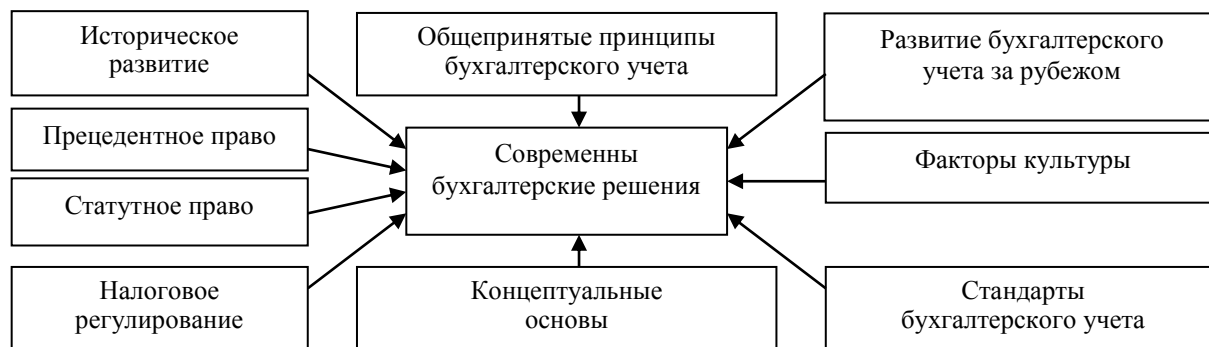 Историческое
развитие
Общепринятые принципы
бухгалтерского учета
Развитие бухгалтерского
учета за рубежом
Прецедентное право
Современны
бухгалтерские решения
Факторы культуры
Статутное право
Налоговое
регулирование
Концептуальные
основы
Стандарты
бухгалтерского учета